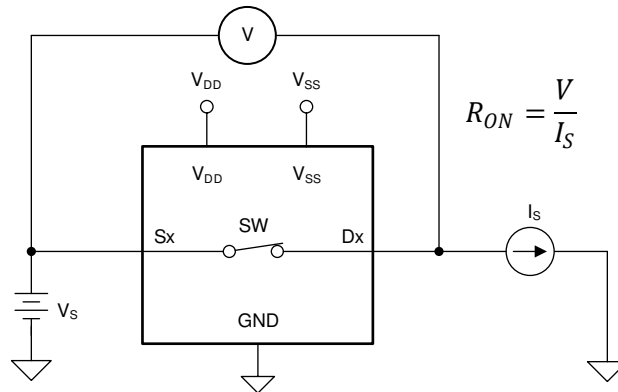 V
V_DD V_SS
R_ON = V/I_S
V_DD V_SS
I_S
SW
Sx Dx
V_S
GND